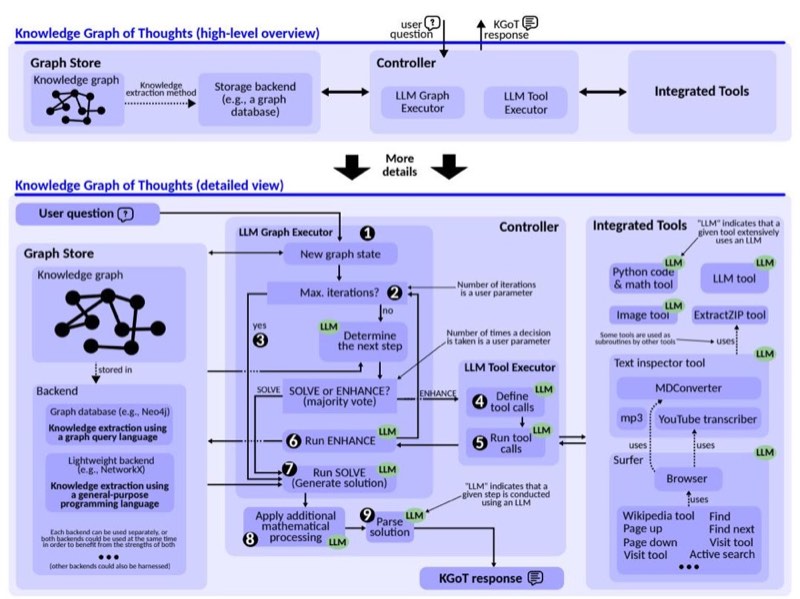 user question
KGoT response
Knowledge Graph of Thoughts (high-level overview)
Graph Store
Knowledge graph
Knowledge extraction method
Storage backend
(e.g., a graph
database)
Controller
LLM Graph
Executor
LLM Tool
Executor
Integrated Tools
More
details
Knowledge Graph of Thoughts (detailed view)
User question
Graph Store
Knowledge graph
stored in
Backend
Graph database (e.g., Neo4j)
Knowledge extraction using
a graph query language
Lightweight backend
(e.g., NetworkX)
Knowledge extraction using
a general-purpose
programming language
Each backend can be used separately, or
both backends could be used at the same time
in order to benefit from the strengths of both
(other backends could also be harnessed)
Controller
LLM Graph Executor
1
New graph state
Max. iterations? 2
Number of iterations
is a user parameter
no
yes
3
LLM
Determine
the next step
Number of times a decision
is taken is a user parameter
SOLVE
SOLVE or ENHANCE?
(majority vote)
ENHANCE
LLM Tool Executor
4 Define
tool calls
LLM
5 Run tool
calls
LLM
6 Run ENHANCE
LLM
7 Run SOLVE
(Generate solution)
LLM
"LLM" indicates that a
given step is conducted
using an LLM
8 Apply additional
mathematical
processing
LLM
9 Parse
solution
LLM
KGoT response
Integrated Tools
"LLM" indicates that a
given tool extensively
uses an LLM
Python code
& math tool
LLM
LLM tool
LLM
Image tool
LLM
ExtractZIP tool
Some tools are used as
subroutines by other tools
uses
Text inspector tool
LLM
MDConverter
mp3
YouTube transcriber
uses
uses
Surfer
LLM
Browser
uses
Wikipedia tool Find
Page up Find next
Page down Visit tool
Visit tool Active search